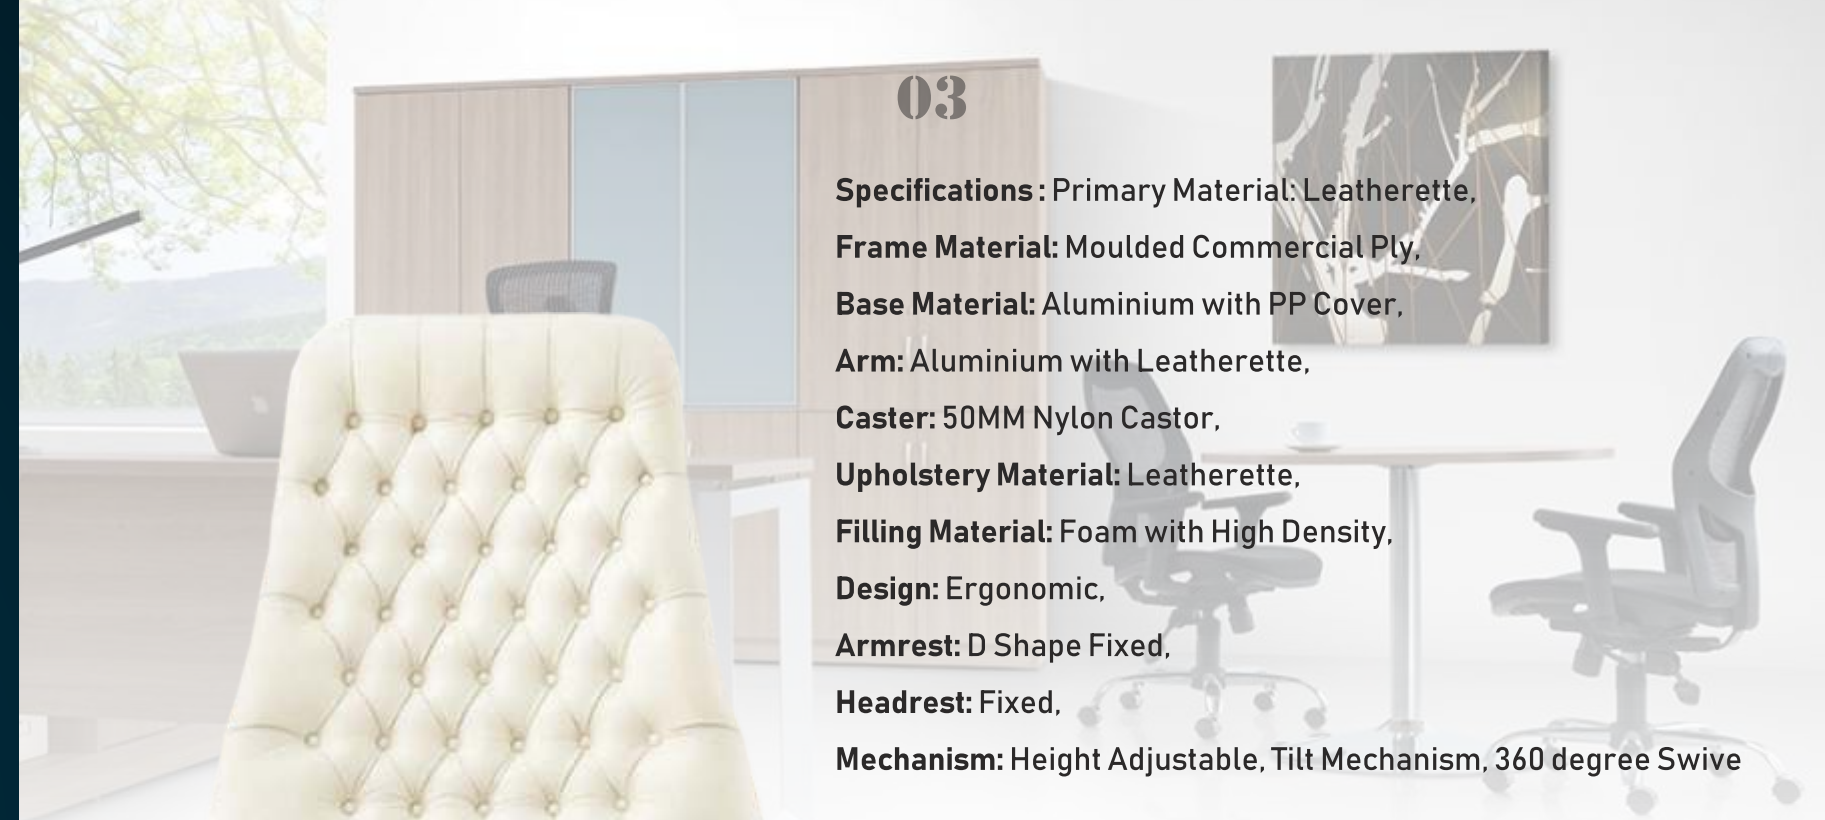 03
Specifications : Primary Material: Leatherette,
Frame Material: Moulded Commercial Ply,
Base Material: Aluminium with PP Cover,
Arm: Aluminium with Leatherette,
Caster: 50MM Nylon Castor,
Upholstery Material: Leatherette,
Filling Material: Foam with High Density,
Design: Ergonomic,
Armrest: D Shape Fixed,
Headrest: Fixed,
Mechanism: Height Adjustable, Tilt Mechanism, 360 degree Swive